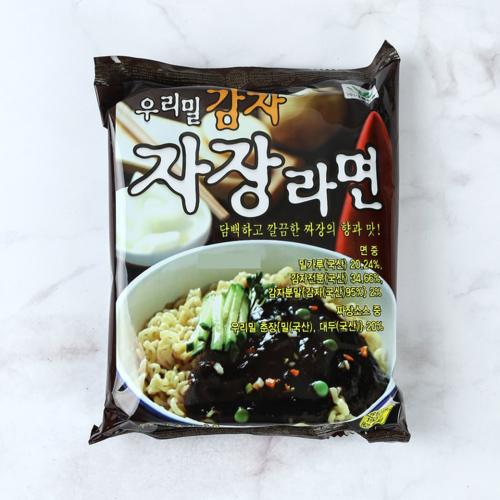 우리밀 감자
자장라면
담백하고 깔끔한 짜장의 향과 맛!
면 중
밀가루(국산) 20.24%,
감자전분(국산) 34.66%,
감자분말(감자(국산)95%) 2%
짜장소스 중
우리밀 춘장(밀(국산), 대두(국산)) 20%